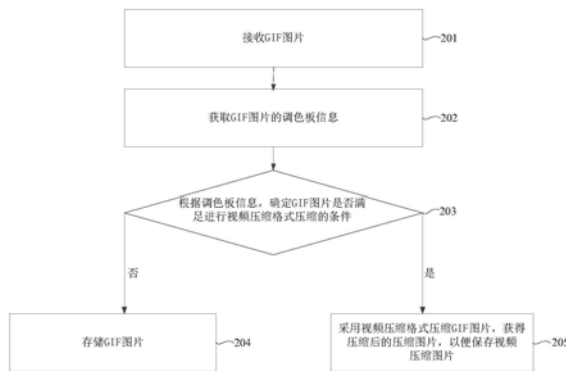 接收GIF图片
201
获取GIF图片的调色板信息
202
根据调色板信息，确定GIF图片是否满
足进行视频压缩格式压缩的条件
203
否
是
存储GIF图片
204
采用视频压缩格式压缩GIF图片，获得
压缩后的压缩图片，以便保存视频
压缩图片
205